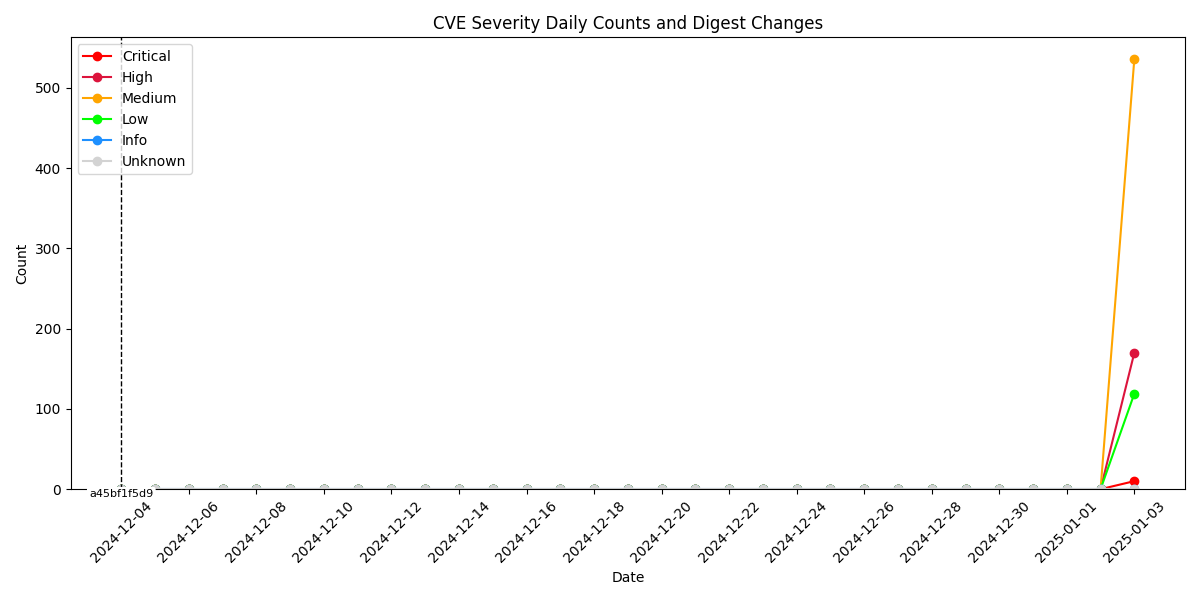 CVE Severity Daily Counts and Digest Changes
Critical
High
Medium
Low
Info
Unknown
Count
500
400
300
200
100
0
a45bf1f5d9
2024-12-04
2024-12-06
2024-12-08
2024-12-10
2024-12-12
2024-12-14
2024-12-16
2024-12-18
2024-12-20
2024-12-22
2024-12-24
2024-12-26
2024-12-28
2024-12-30
2025-01-01
2025-01-03
Date